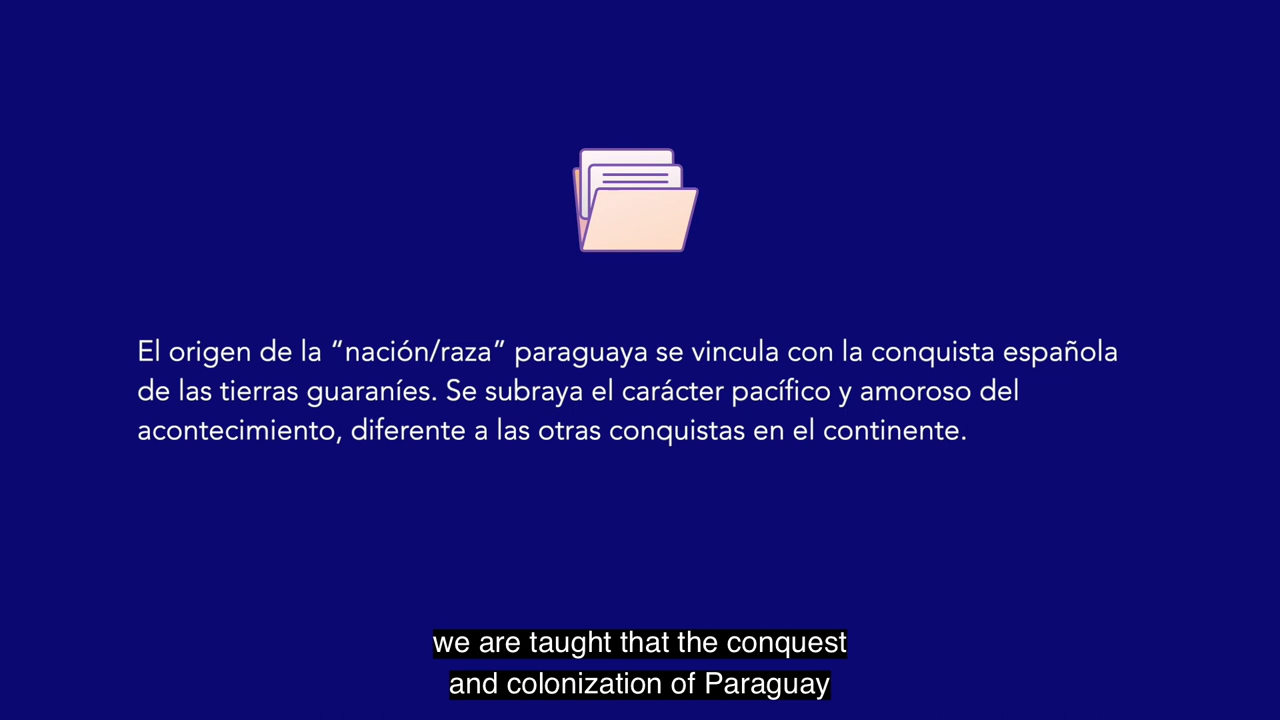 El origen de la “nación/raza” paraguaya se vincula con la conquista española
de las tierras guaraníes. Se subraya el carácter pacífico y amoroso del
acontecimiento, diferente a las otras conquistas en el continente.
we are taught that the conquest
and colonization of Paraguay